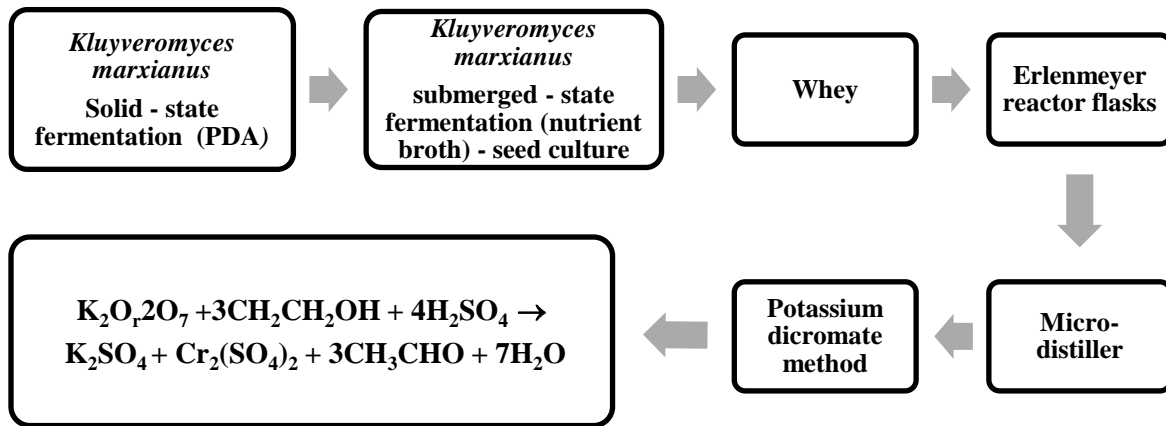 Kluyveromyces
marxianus
Solid - state
fermentation (PDA)
Kluyveromyces
marxianus
submerged - state
fermentation (nutrient
broth) - seed culture
Whey
Erlenmeyer
reactor flasks
Micro-
distiller
Potassium
dicromate
method
K₂Oᵣ2O₇ +3CH₂CH₂OH + 4H₂SO₄ →
K₂SO₄ + Cr₂(SO₄)₂ + 3CH₃CHO + 7H₂O